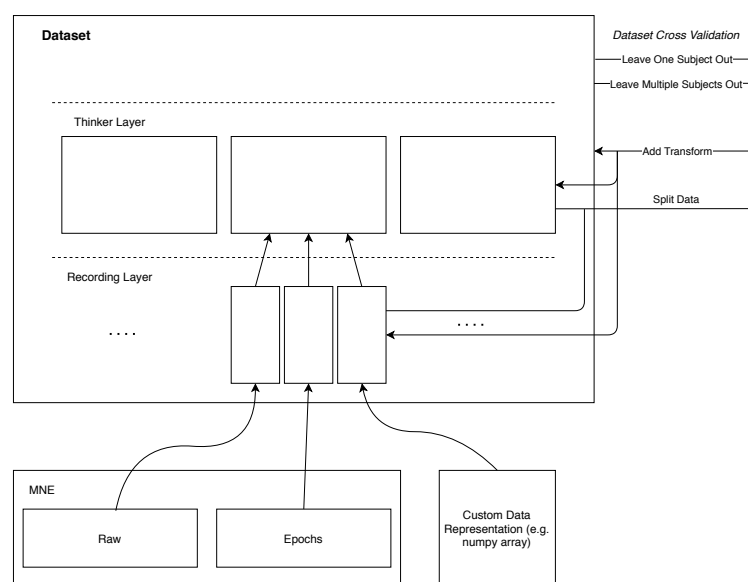 Dataset
Dataset Cross Validation
Leave One Subject Out
Leave Multiple Subjects Out
Thinker Layer
Add Transform
Split Data
Recording Layer
. . . .
. . . .
MNE
Raw
Epochs
Custom Data
Representation (e.g.
numpy array)